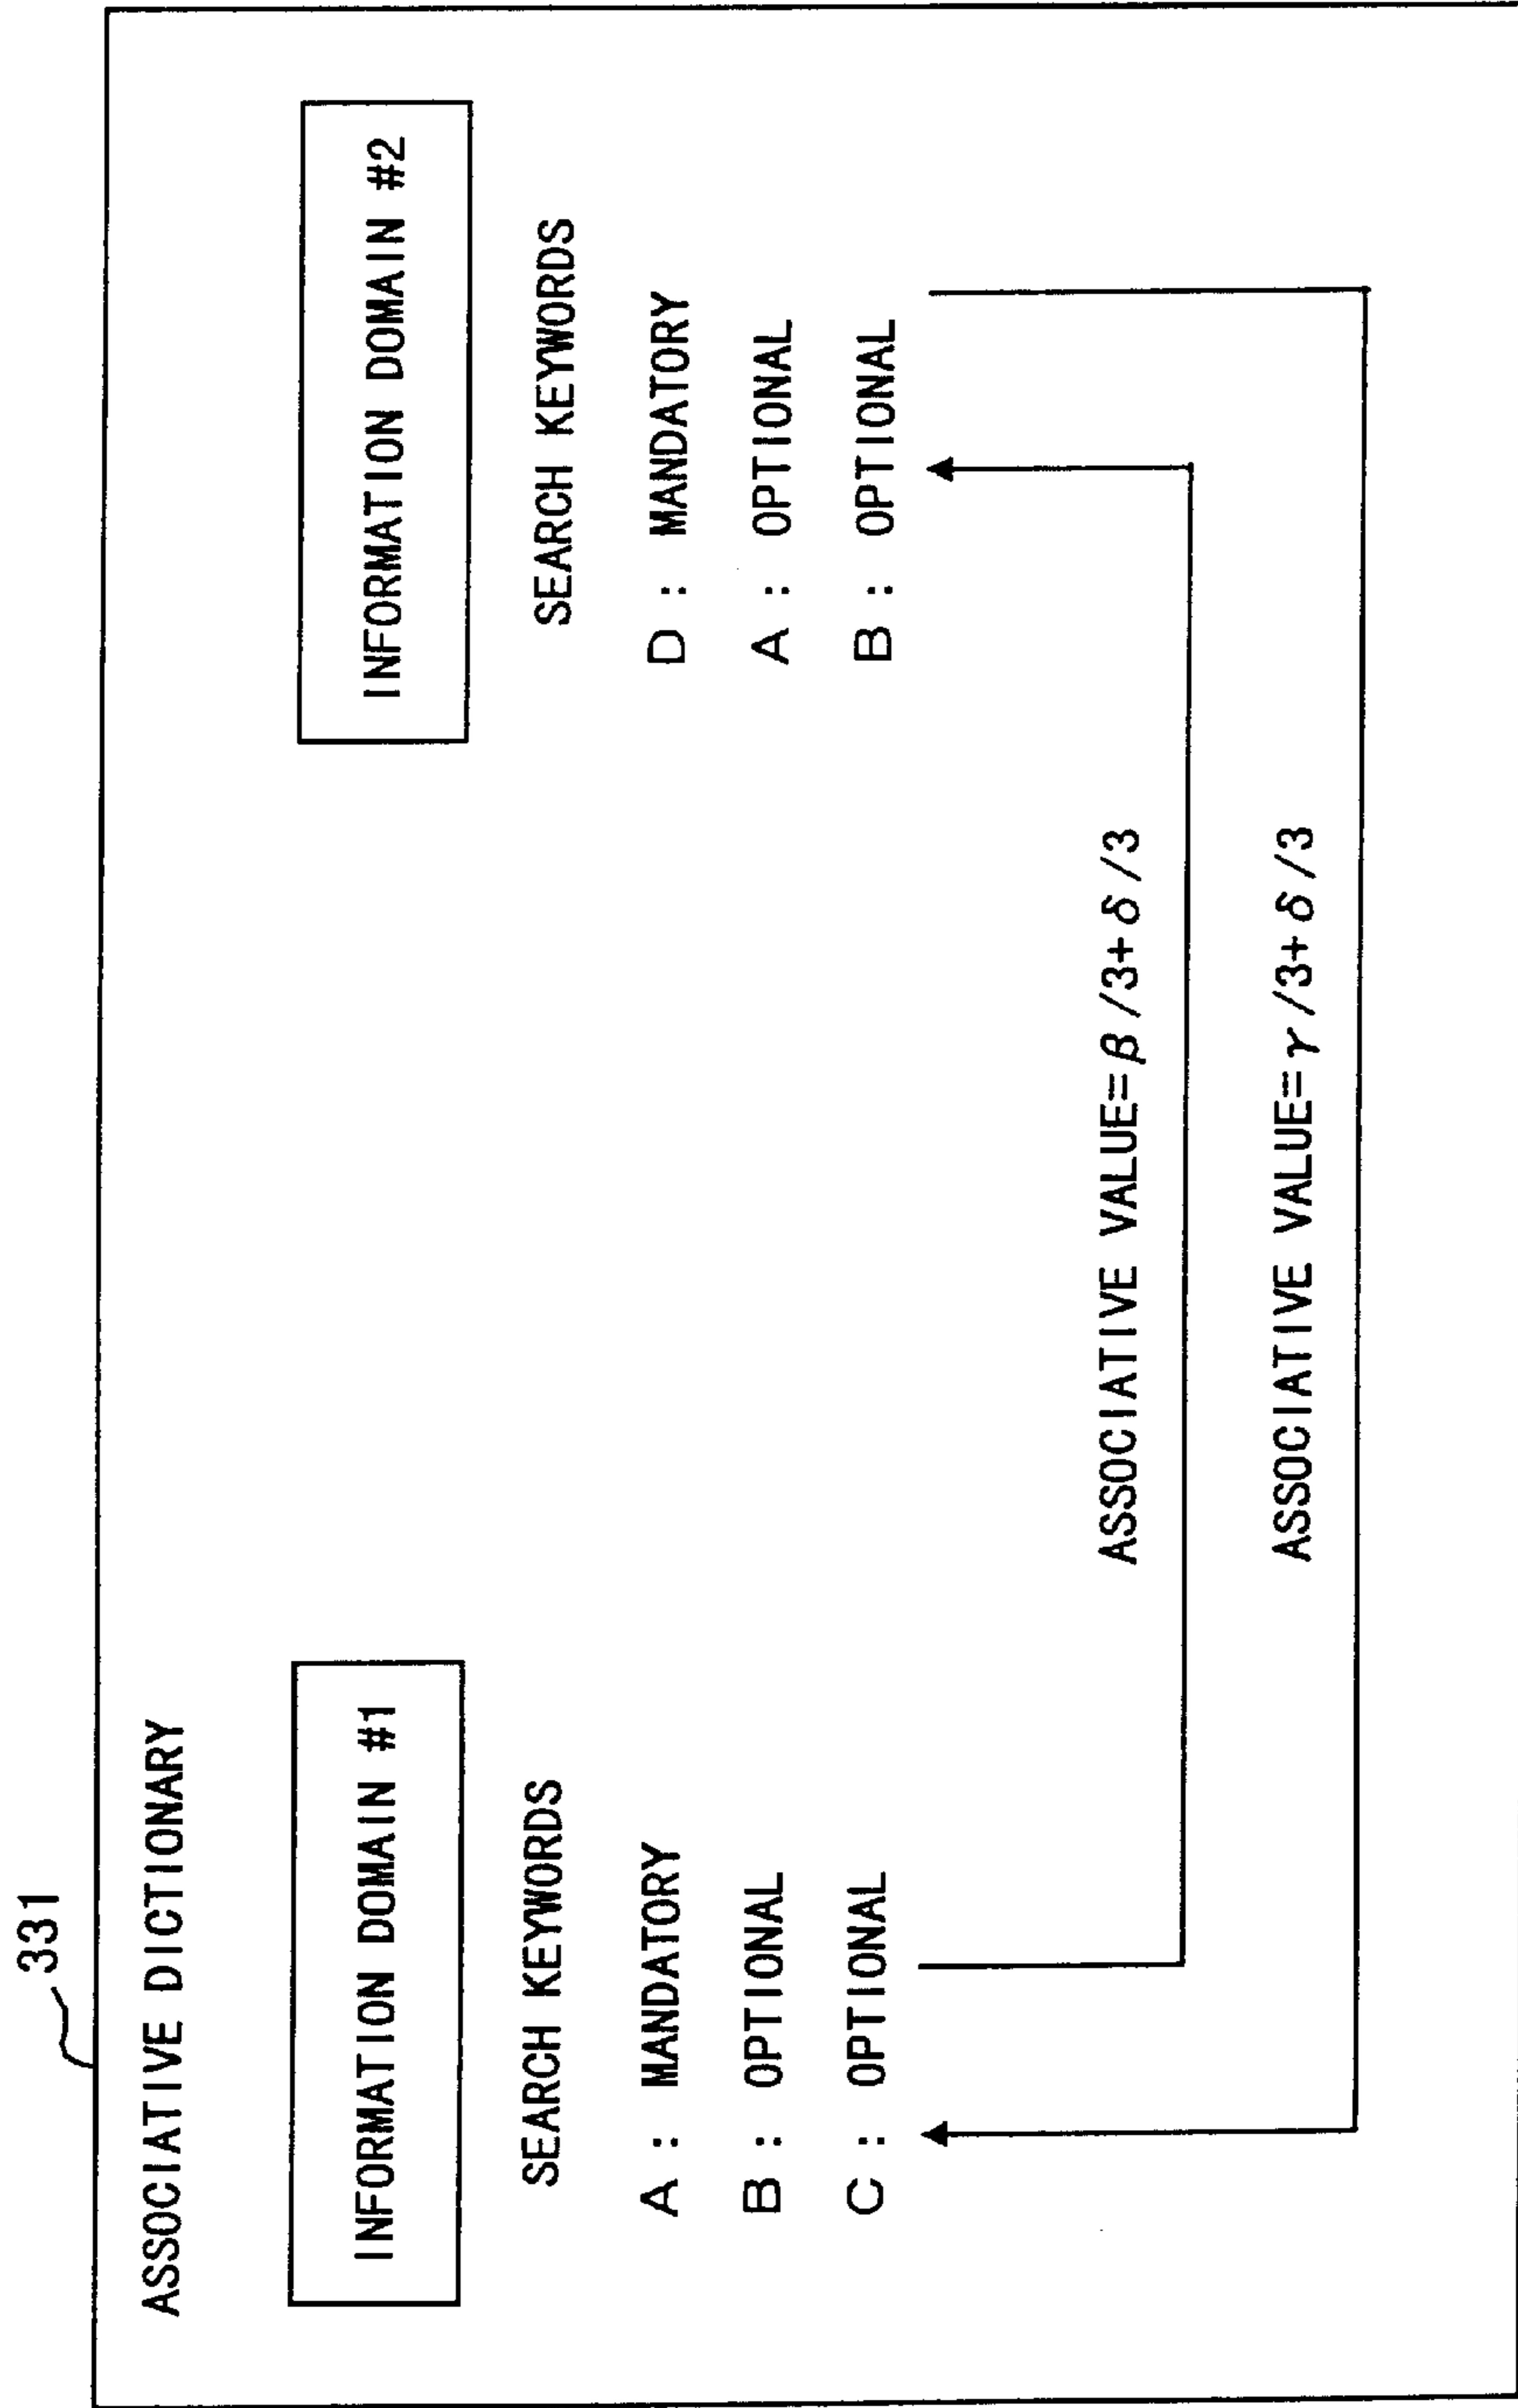 331
ASSOCIATIVE DICTIONARY
INFORMATION DOMAIN #1
SEARCH KEYWORDS
A : MANDATORY
B : OPTIONAL
C : OPTIONAL
INFORMATION DOMAIN #2
SEARCH KEYWORDS
D : MANDATORY
A : OPTIONAL
B : OPTIONAL
ASSOCIATIVE VALUE=β/3+δ/3
ASSOCIATIVE VALUE=γ/3+δ/3